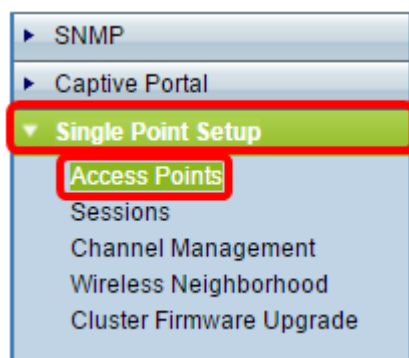 SNMP
Captive Portal
Single Point Setup
Access Points
Sessions
Channel Management
Wireless Neighborhood
Cluster Firmware Upgrade